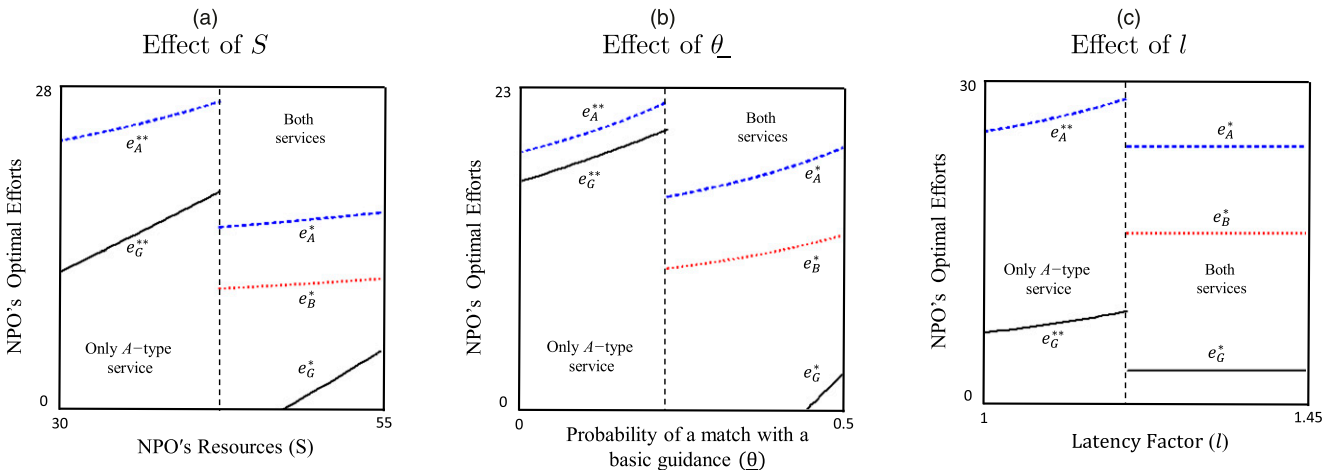 (a)
Effect of S
28
Both
services
e_A^{**}
e_G^{**}
e_A^*
e_B^*
e_G^*
Only A−type
service
NPO's Optimal Efforts
0
30
55
NPO's Resources (S)
(b)
Effect of θ̲
23
Both
services
e_A^{**}
e_G^{**}
e_A^*
e_B^*
e_G^*
Only A−type
service
NPO's Optimal Efforts
0
0
0.5
Probability of a match with a
basic guidance (θ̲)
(c)
Effect of l
30
e_A^{**}
e_A^*
e_B^*
Only A−type
service
Both
services
e_G^{**}
e_G^*
NPO's Optimal Efforts
0
1
1.45
Latency Factor (l)